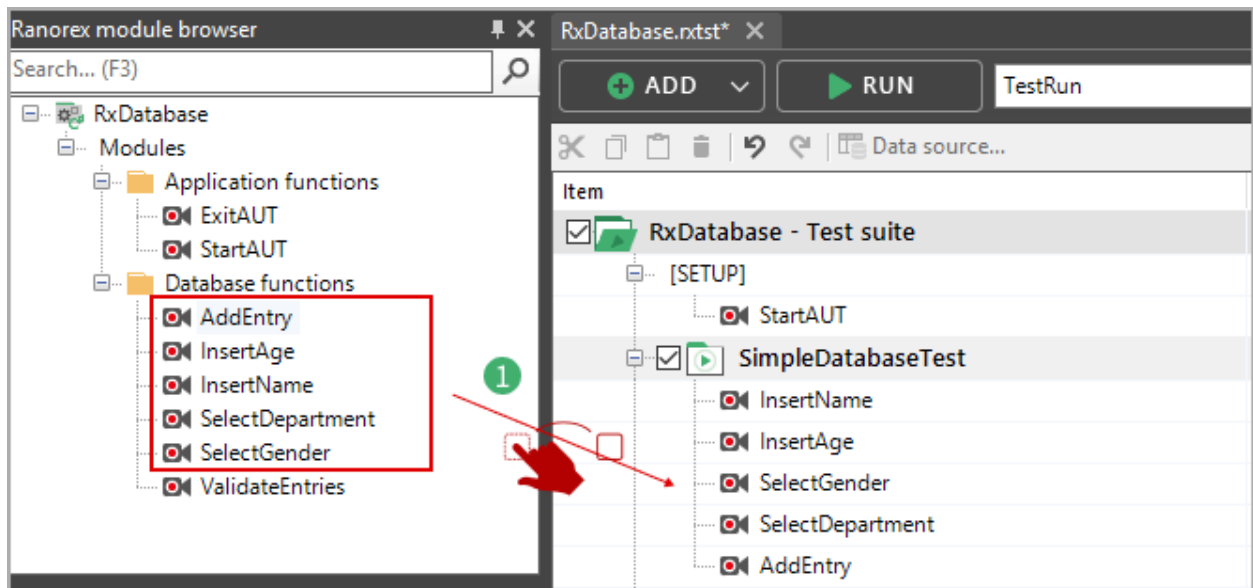 Ranorex module browser
Search... (F3)
RxDatabase
Modules
Application functions
ExitAUT
StartAUT
Database functions
AddEntry
InsertAge
InsertName
SelectDepartment
SelectGender
ValidateEntries
1
RxDatabase.rxtst*
ADD
RUN
TestRun
Data source...
Item
RxDatabase - Test suite
[SETUP]
StartAUT
SimpleDatabaseTest
InsertName
InsertAge
SelectGender
SelectDepartment
AddEntry